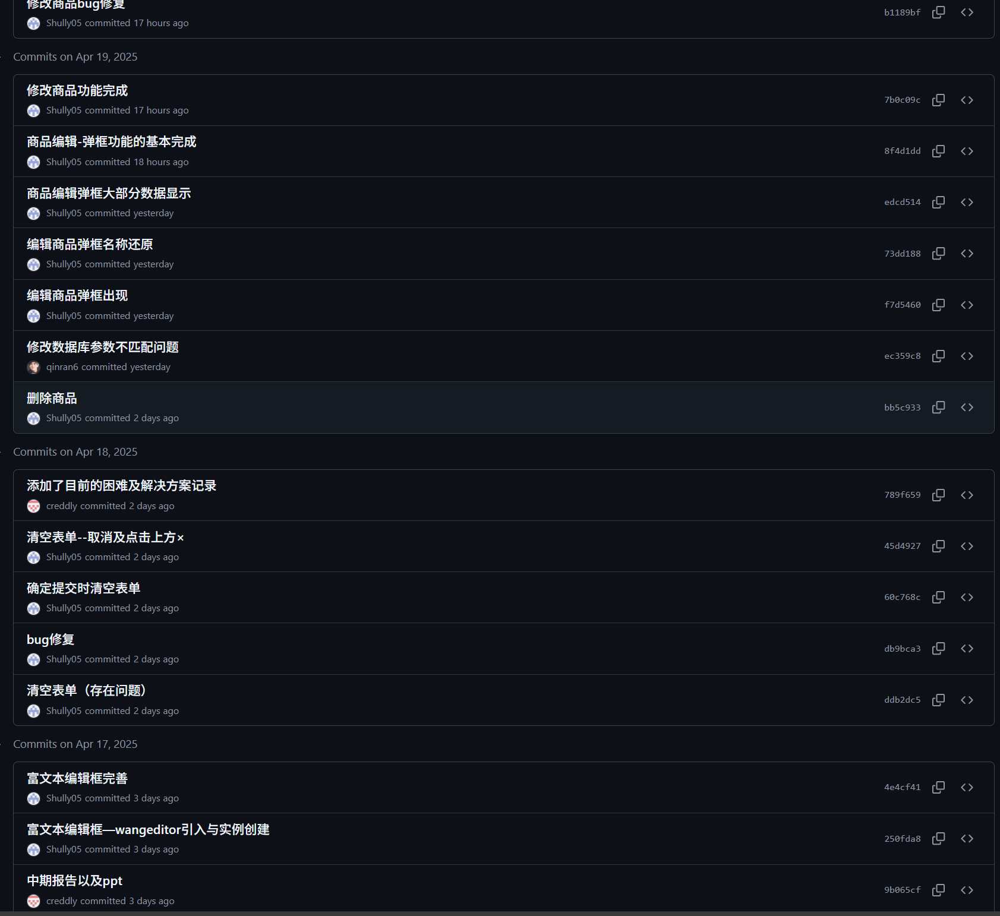 修改商品bug修复
Shully05 committed 17 hours ago
b1189bf
Commits on Apr 19, 2025
修改商品功能完成
Shully05 committed 17 hours ago
7b0c09c
商品编辑-弹框功能的基本完成
Shully05 committed 18 hours ago
8f4d1dd
商品编辑弹框大部分数据显示
Shully05 committed yesterday
edcd514
编辑商品弹框名称还原
Shully05 committed yesterday
73dd188
编辑商品弹框出现
Shully05 committed yesterday
f7d5460
修改数据库参数不匹配问题
qinran6 committed yesterday
ec359c8
删除商品
Shully05 committed 2 days ago
bb5c933
Commits on Apr 18, 2025
添加了目前的困难及解决方案记录
creddly committed 2 days ago
789f659
清空表单--取消及点击上方×
Shully05 committed 2 days ago
45d4927
确定提交时清空表单
Shully05 committed 2 days ago
60c768c
bug修复
Shully05 committed 2 days ago
db9bca3
清空表单（存在问题）
Shully05 committed 2 days ago
ddb2dc5
Commits on Apr 17, 2025
富文本编辑框完善
Shully05 committed 3 days ago
4e4cf41
富文本编辑框—wangeditor引入与实例创建
Shully05 committed 3 days ago
250fda8
中期报告以及ppt
creddly committed 3 days ago
9b065cf